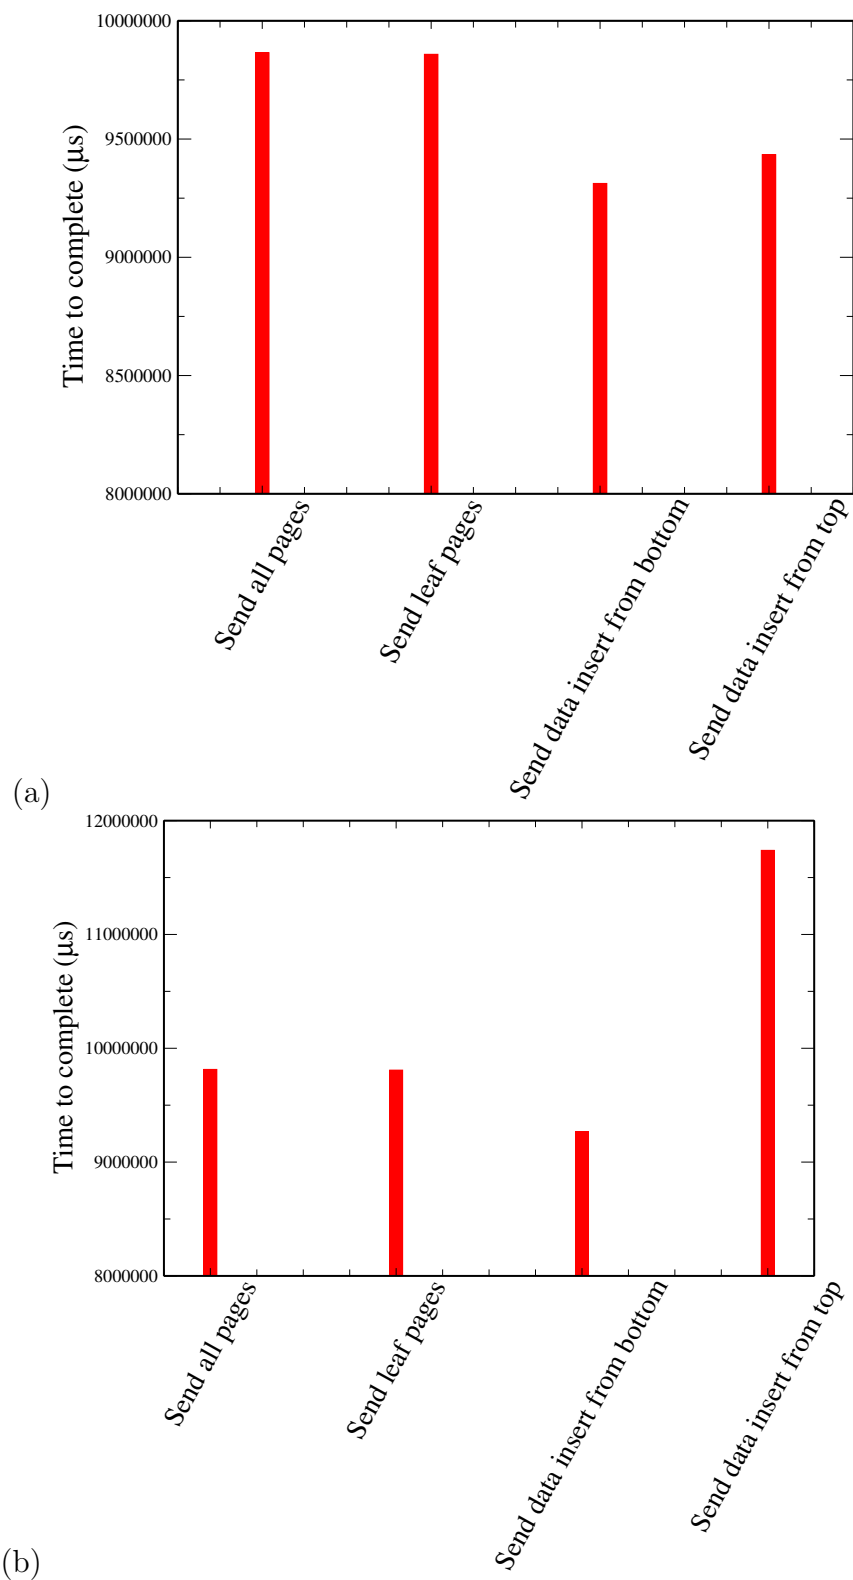 10000000
9500000
9000000
8500000
8000000
Time to complete (μs)
Send all pages
Send leaf pages
Send data insert from bottom
Send data insert from top
(a)
12000000
11000000
10000000
9000000
8000000
Time to complete (μs)
Send all pages
Send leaf pages
Send data insert from bottom
Send data insert from top
(b)